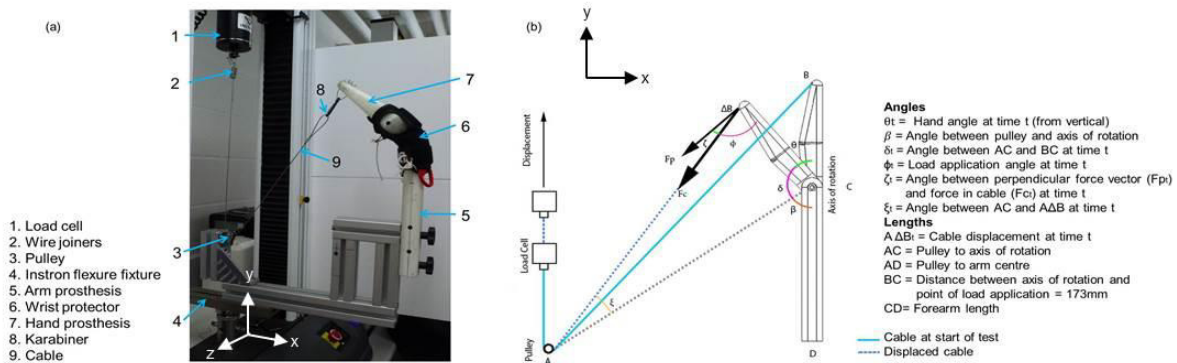 (a)
1
2
3
4
5
6
7
8
9
y
x
z
1. Load cell
2. Wire joiners
3. Pulley
4. Instron flexure fixture
5. Arm prosthesis
6. Wrist protector
7. Hand prosthesis
8. Karabiner
9. Cable
(b)
y
x
Displacement
Load Cell
Pulley
A
B
ΔB
Fp
ζ
φ
Fc
θ
δ
β
ξ
C
Axis of rotation
D
Angles
θt = Hand angle at time t (from vertical)
β = Angle between pulley and axis of rotation
δt = Angle between AC and BC at time t
ϕt = Load application angle at time t
ζt = Angle between perpendicular force vector (Fpt)
and force in cable (Fct) at time t
ξt = Angle between AC and AΔB at time t
Lengths
A ΔBt = Cable displacement at time t
AC = Pulley to axis of rotation
AD = Pulley to arm centre
BC = Distance between axis of rotation and
point of load application = 173mm
CD= Forearm length
Cable at start of test
Displaced cable